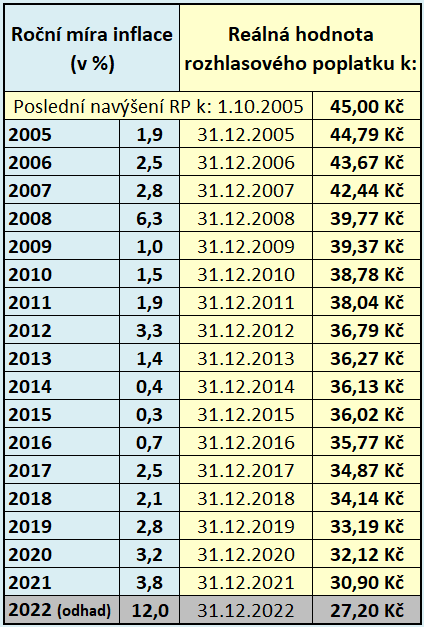 Roční míra inflace (v %) Reálná hodnota rozhlasového poplatku k:
Poslední navýšení RP k: 1.10.2005 45,00 Kč
2005 1,9 31.12.2005 44,79 Kč
2006 2,5 31.12.2006 43,67 Kč
2007 2,8 31.12.2007 42,44 Kč
2008 6,3 31.12.2008 39,77 Kč
2009 1,0 31.12.2009 39,37 Kč
2010 1,5 31.12.2010 38,78 Kč
2011 1,9 31.12.2011 38,04 Kč
2012 3,3 31.12.2012 36,79 Kč
2013 1,4 31.12.2013 36,27 Kč
2014 0,4 31.12.2014 36,13 Kč
2015 0,3 31.12.2015 36,02 Kč
2016 0,7 31.12.2016 35,77 Kč
2017 2,5 31.12.2017 34,87 Kč
2018 2,1 31.12.2018 34,14 Kč
2019 2,8 31.12.2019 33,19 Kč
2020 3,2 31.12.2020 32,12 Kč
2021 3,8 31.12.2021 30,90 Kč
2022 (odhad) 12,0 31.12.2022 27,20 Kč